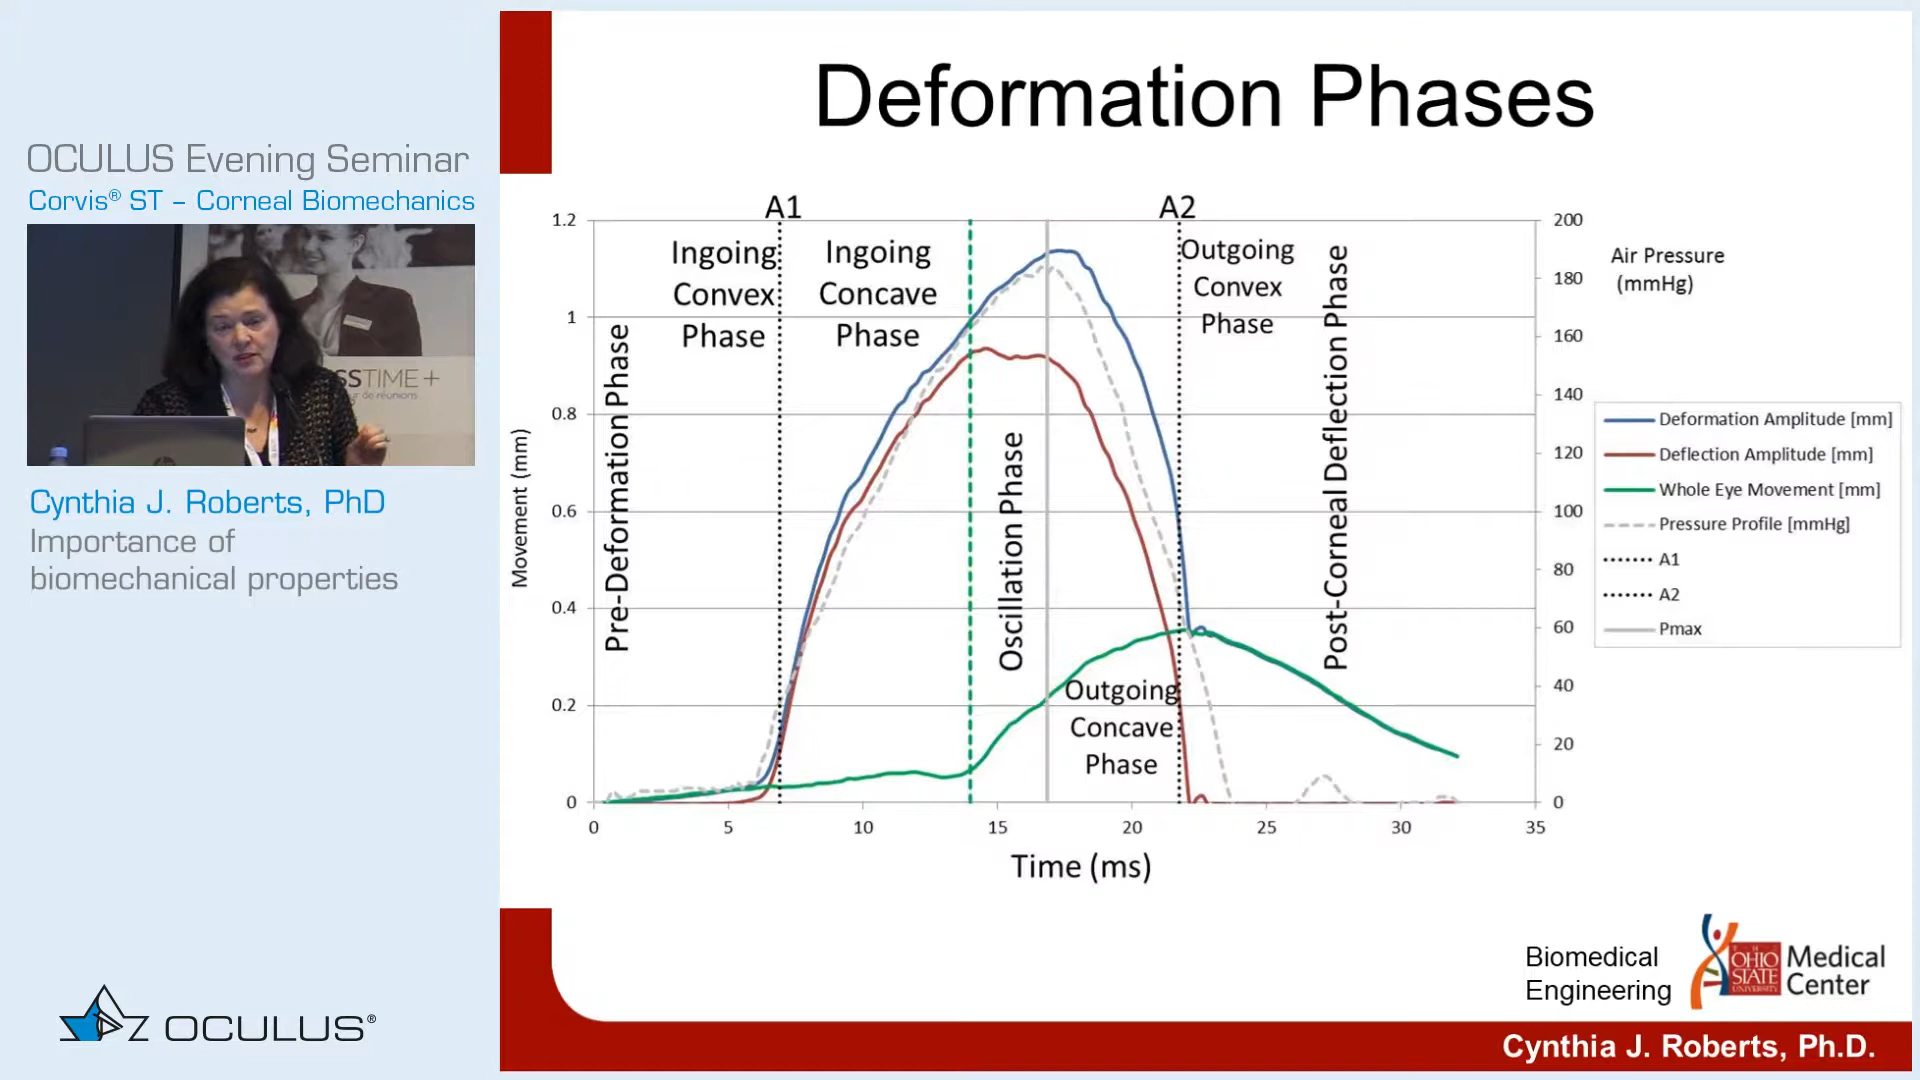 OCULUS Evening Seminar
Corvis® ST – Corneal Biomechanics
SSTIME+
ur de réunions
Cynthia J. Roberts, PhD
Importance of
biomechanical properties
OCULUS®
Deformation Phases
A1
A2
1.2
1
0.8
0.6
0.4
0.2
0
Movement (mm)
Pre-Deformation Phase
Ingoing
Convex
Phase
Ingoing
Concave
Phase
Oscillation Phase
Outgoing
Concave
Phase
Outgoing
Convex
Phase
Post-Corneal Deflection Phase
200
180
160
140
120
100
80
60
40
20
0
Air Pressure
(mmHg)
0 5 10 15 20 25 30 35
Time (ms)
Deformation Amplitude [mm]
Deflection Amplitude [mm]
Whole Eye Movement [mm]
Pressure Profile [mmHg]
A1
A2
Pmax
Biomedical
Engineering
THE
OHIO
STATE
UNIVERSITY
Medical
Center
Cynthia J. Roberts, Ph.D.